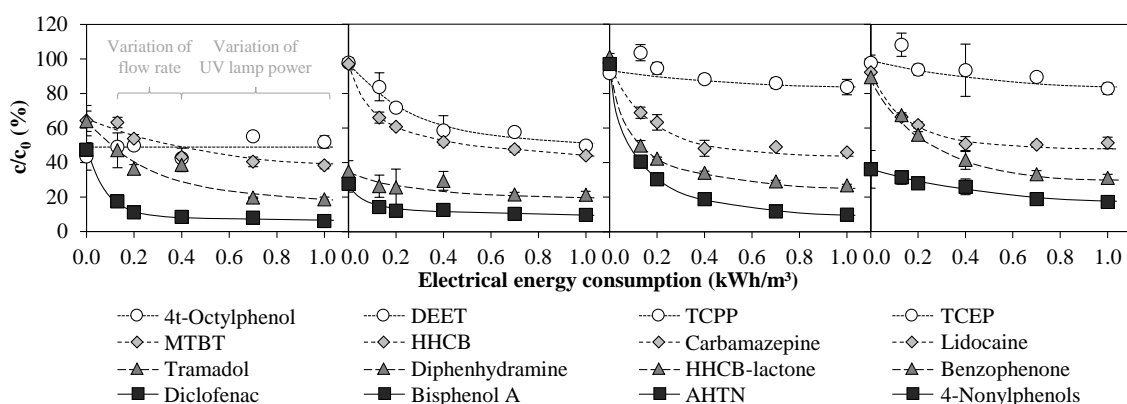 c/c₀ (%)
120
100
80
60
40
20
0
Variation of flow rate
Variation of UV lamp power
0.0 0.2 0.4 0.6 0.8 1.0 0.0 0.2 0.4 0.6 0.8 1.0 0.0 0.2 0.4 0.6 0.8 1.0 0.0 0.2 0.4 0.6 0.8 1.0
Electrical energy consumption (kWh/m³)
4t-Octylphenol DEET TCPP TCEP
MTBT HHCB Carbamazepine Lidocaine
Tramadol Diphenhydramine HHCB-lactone Benzophenone
Diclofenac Bisphenol A AHTN 4-Nonylphenols